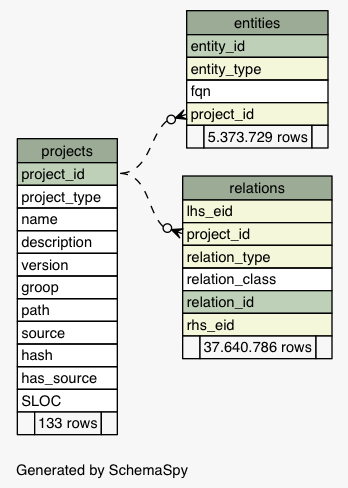 entities
entity_id
entity_type
fqn
project_id
5.373.729 rows
projects
project_id
project_type
name
description
version
groop
path
source
hash
has_source
SLOC
133 rows
relations
lhs_eid
project_id
relation_type
relation_class
relation_id
rhs_eid
37.640.786 rows
Generated by SchemaSpy